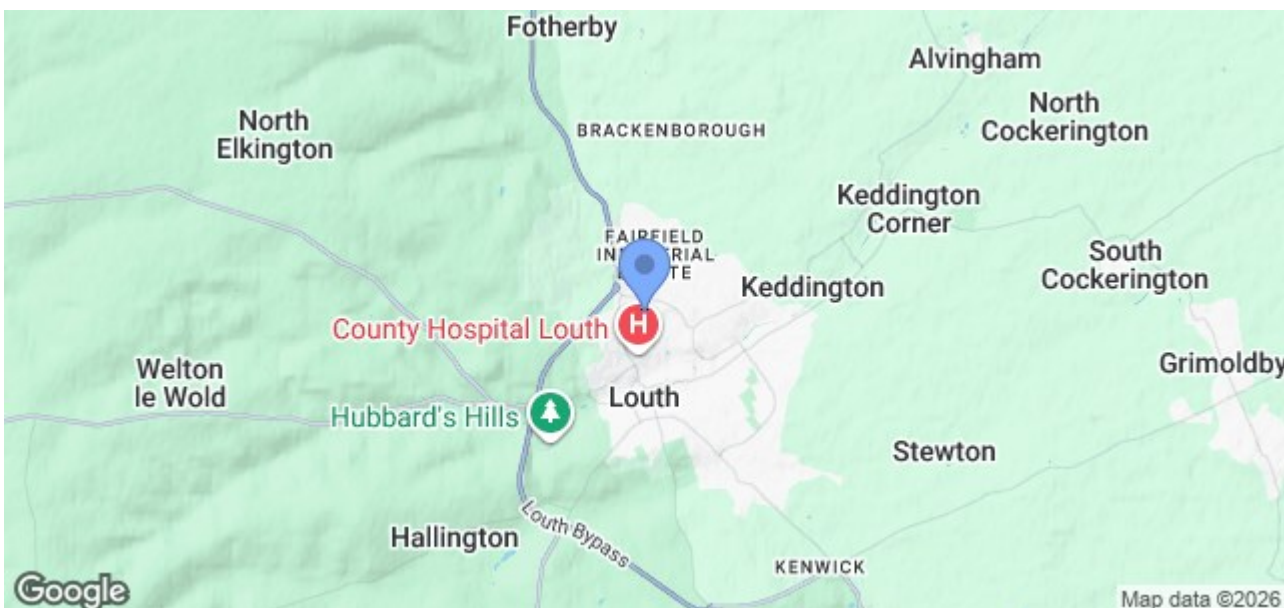 Fotherby
Alvingham
North
Cockerington
BRACKENBOROUGH
North
Elkington
Keddington
Corner
FAIRFIELD
South
Cockerington
Keddington
County Hospital Louth
H
Welton
le Wold
Grimoldby
Louth
Hubbard's Hills
Stewton
Hallington
Louth Bypass
KENWICK
Google
Map data ©2026